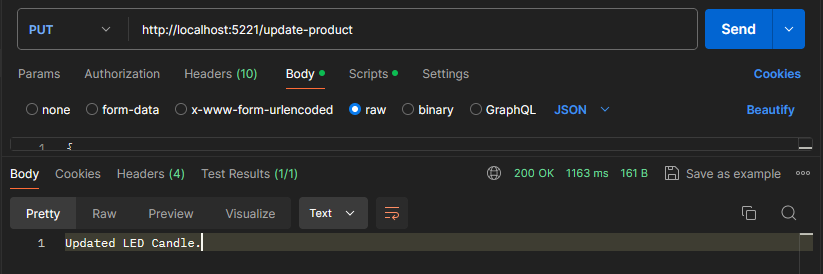 PUT http://localhost:5221/update-product Send
Params Authorization Headers (10) Body Scripts Settings Cookies
none form-data x-www-form-urlencoded raw binary GraphQL JSON Beautify
1 {
Body Cookies Headers (4) Test Results (1/1) 200 OK 1163 ms 161 B Save as example
Pretty Raw Preview Visualize Text
1 Updated LED Candle.